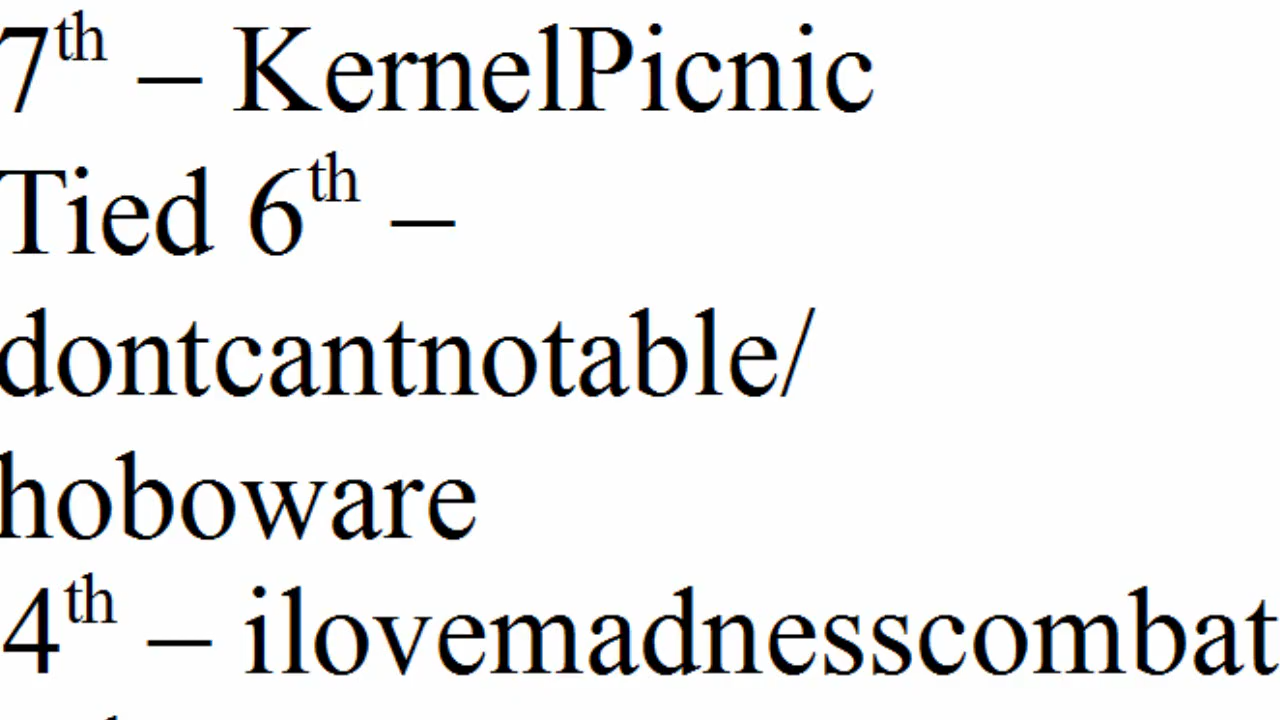 7th – KernelPicnic
Tied 6th –
dontcantnotable/
hoboware
4th – ilovemadnesscombat